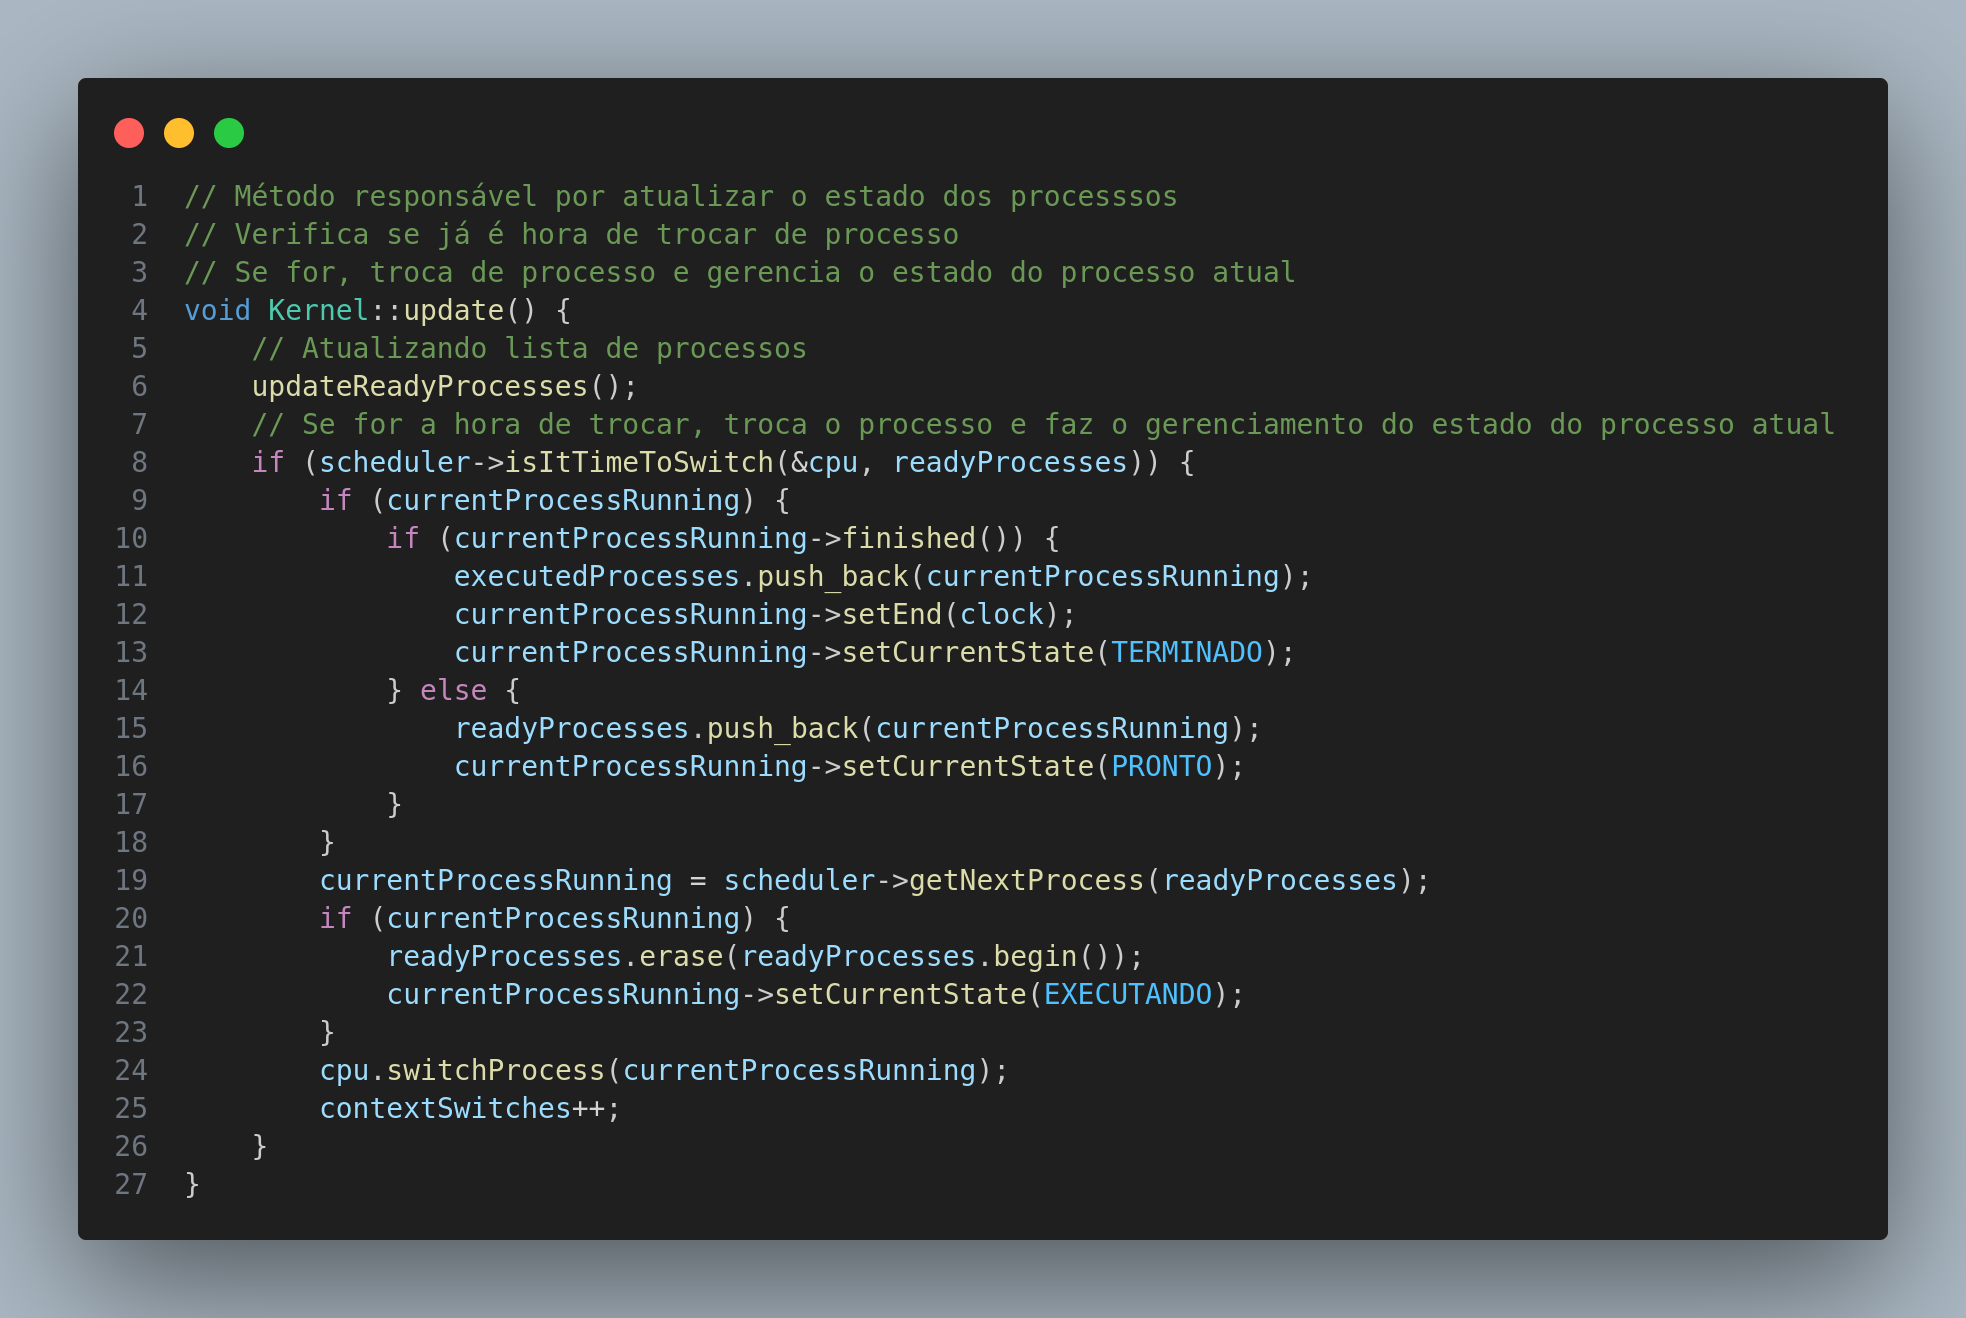 1 // Método responsável por atualizar o estado dos processsos
2 // Verifica se já é hora de trocar de processo
3 // Se for, troca de processo e gerencia o estado do processo atual
4 void Kernel::update() {
5     // Atualizando lista de processos
6     updateReadyProcesses();
7     // Se for a hora de trocar, troca o processo e faz o gerenciamento do estado do processo atual
8     if (scheduler->isItTimeToSwitch(&cpu, readyProcesses)) {
9         if (currentProcessRunning) {
10             if (currentProcessRunning->finished()) {
11                 executedProcesses.push_back(currentProcessRunning);
12                 currentProcessRunning->setEnd(clock);
13                 currentProcessRunning->setCurrentState(TERMINADO);
14             } else {
15                 readyProcesses.push_back(currentProcessRunning);
16                 currentProcessRunning->setCurrentState(PRONTO);
17             }
18         }
19         currentProcessRunning = scheduler->getNextProcess(readyProcesses);
20         if (currentProcessRunning) {
21             readyProcesses.erase(readyProcesses.begin());
22             currentProcessRunning->setCurrentState(EXECUTANDO);
23         }
24         cpu.switchProcess(currentProcessRunning);
25         contextSwitches++;
26     }
27 }